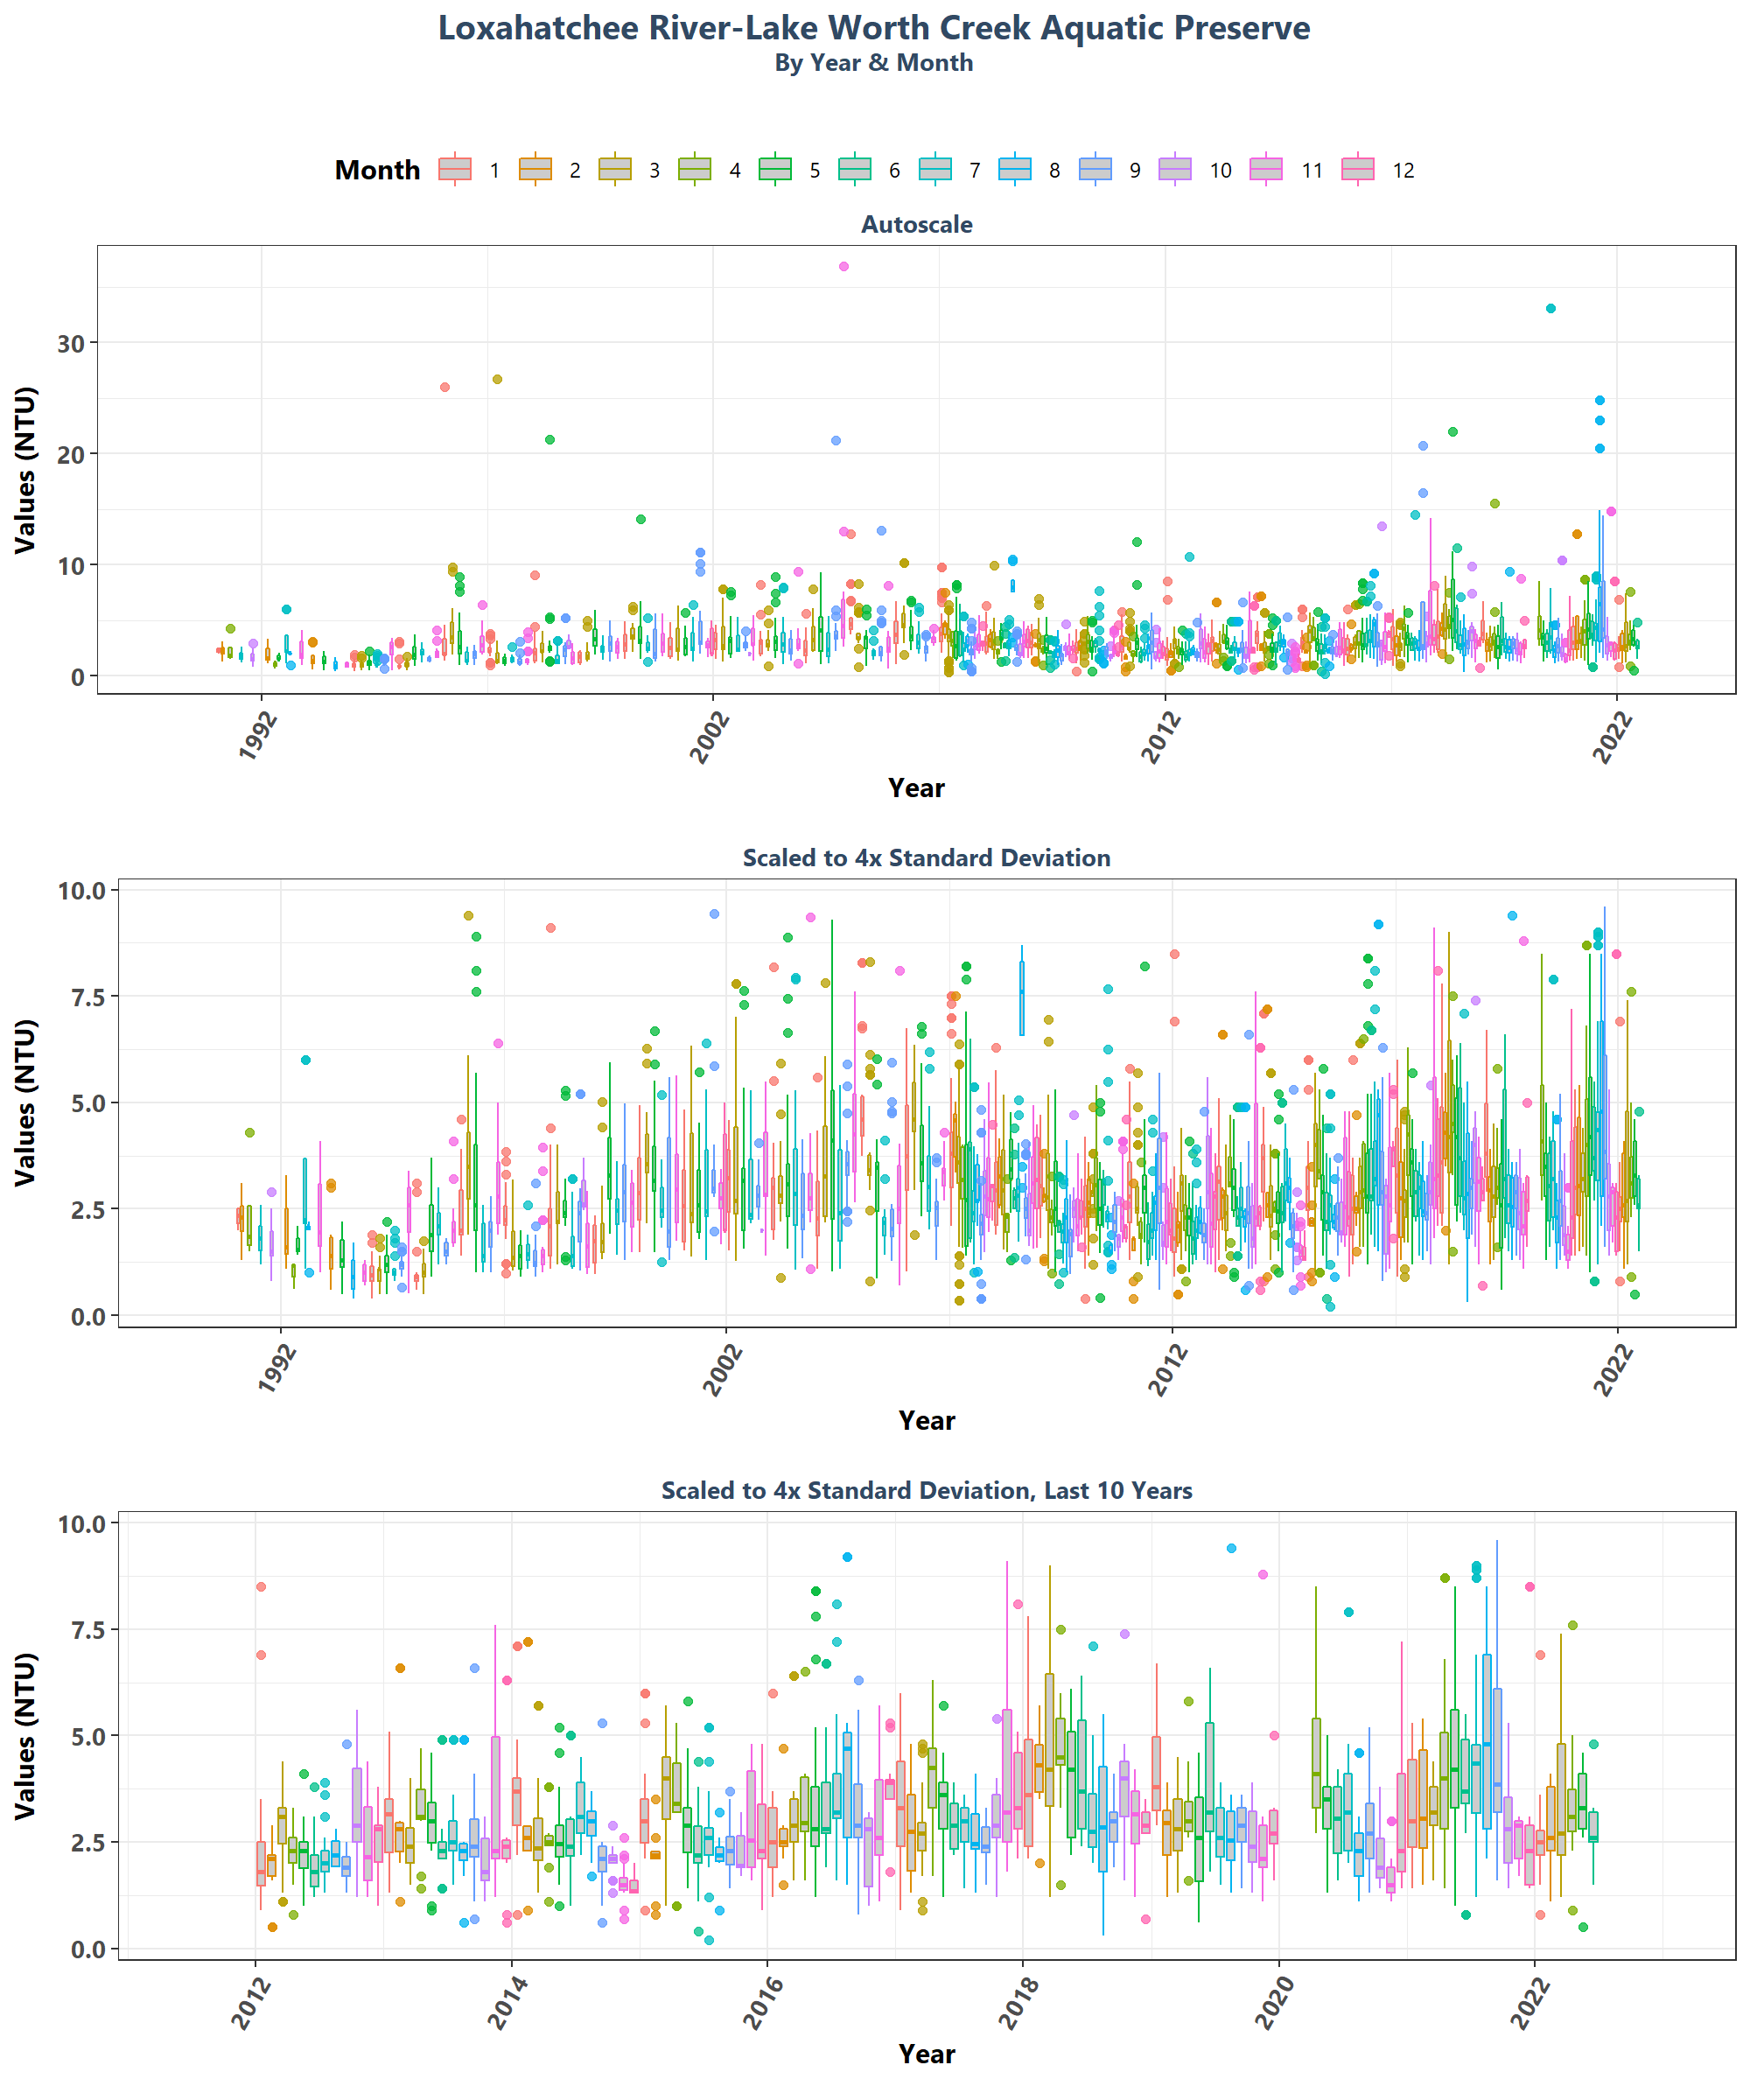 Loxahatchee River-Lake Worth Creek Aquatic Preserve
By Year & Month
Month 1 2 3 4 5 6 7 8 9 10 11 12
Autoscale
Values (NTU)
30
20
10
0
1992 2002 2012 2022
Year
Scaled to 4x Standard Deviation
Values (NTU)
10.0
7.5
5.0
2.5
0.0
1992 2002 2012 2022
Year
Scaled to 4x Standard Deviation, Last 10 Years
Values (NTU)
10.0
7.5
5.0
2.5
0.0
2012 2014 2016 2018 2020 2022
Year